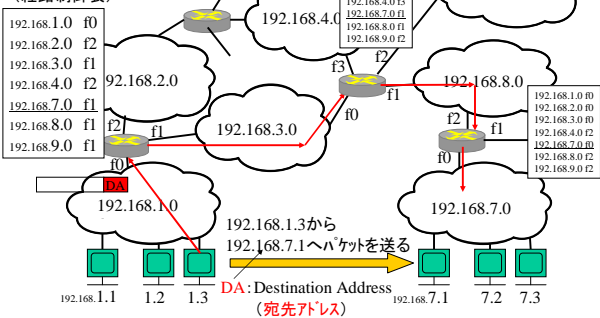 192.168.1.0 f0
192.168.2.0 f2
192.168.3.0 f1
192.168.4.0 f2
192.168.7.0 f1
192.168.8.0 f1
192.168.9.0 f1
192.168.4.0
192.168.4.0 f3
192.168.7.0 f1
192.168.8.0 f1
192.168.9.0 f2
92.168.2.0
f3
f2
f1
f0
192.168.8.0
192.168.1.0 f0
192.168.2.0 f0
192.168.3.0 f0
192.168.4.0 f2
192.168.7.0 f0
192.168.8.0 f2
192.168.9.0 f2
f2
f1
f0
192.168.3.0
f2
f1
f0
DA
192.168.1.0
192.168.7.0
192.168.1.3から
192.168.7.1へパケットを送る
DA:Destination Address
(宛先アドレス)
192.168.1.1
1.2
1.3
192.168.7.1
7.2
7.3